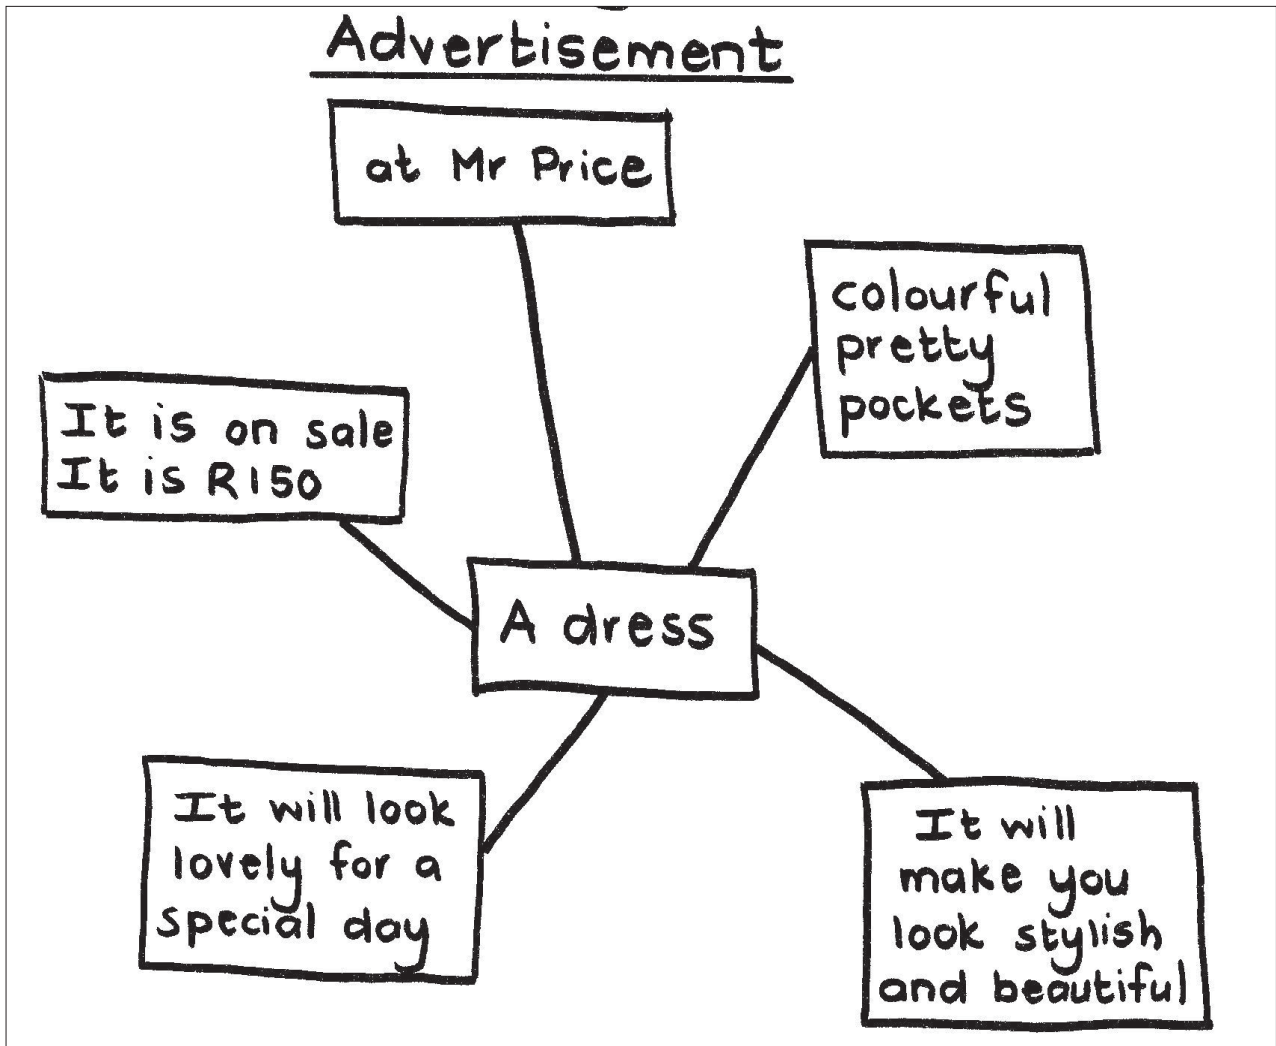 Advertisement
at Mr Price
colourful
pretty
pockets
It is on sale
It is R150
A dress
It will look
lovely for a
special day
It will
make you
look stylish
and beautiful